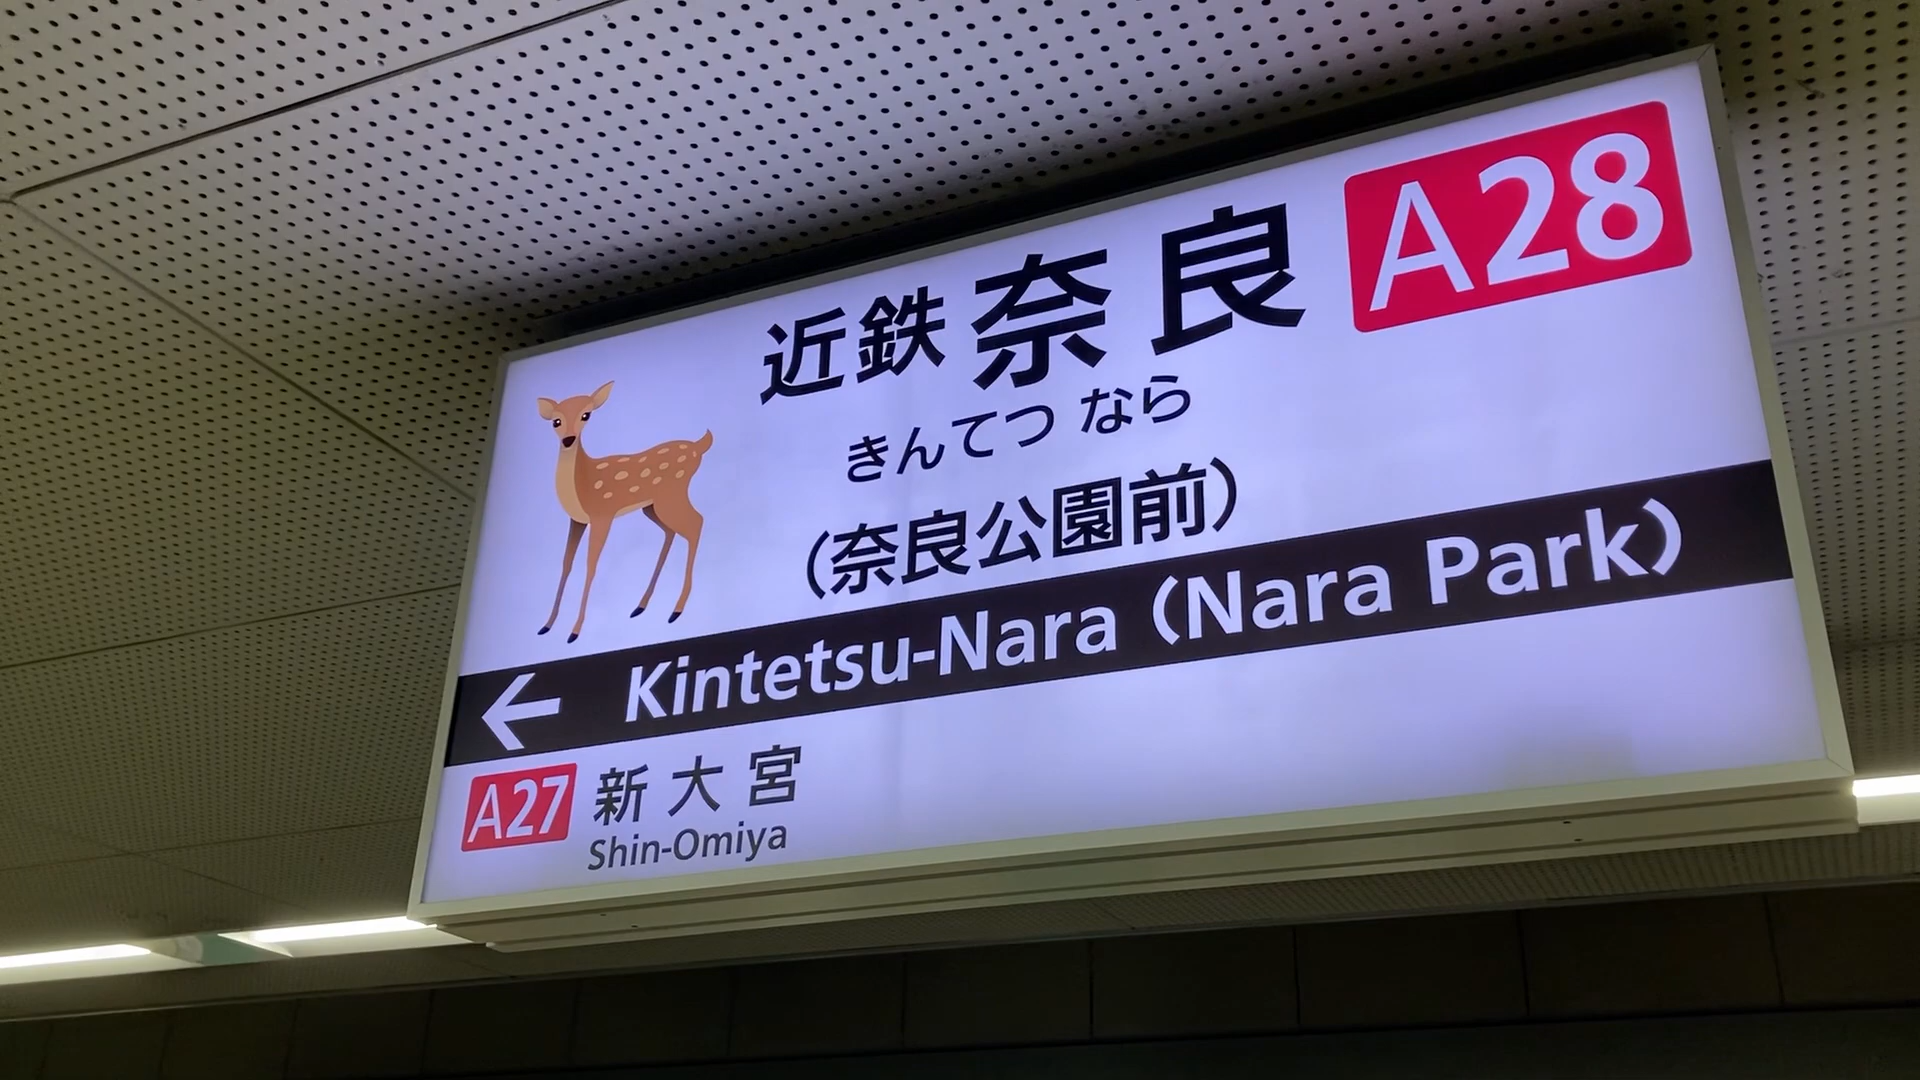 近鉄奈良 A28
きんてつ なら
（奈良公園前）
← Kintetsu-Nara (Nara Park)
A27 新大宮
Shin-Omiya